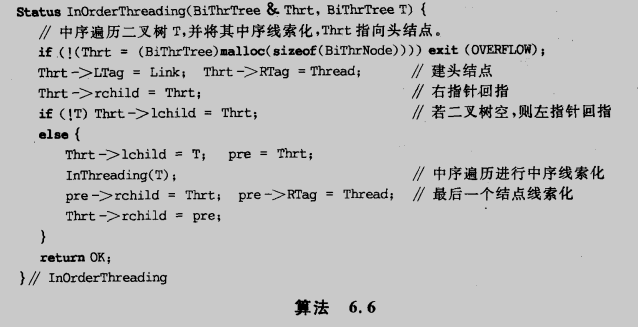 Status InOrderThreading(BiThrTree & Thrt, BiThrTree T) {
// 中序遍历二叉树 T,并将其中序线索化,Thrt 指向头结点。
if (!(Thrt = (BiThrTree)malloc(sizeof(BiThrNode)))) exit (OVERFLOW);
Thrt ->LTag = Link; Thrt ->RTag = Thread; // 建头结点
Thrt ->rchild = Thrt; // 右指针回指
if (!T) Thrt ->lchild = Thrt; // 若二叉树空,则左指针回指
else {
Thrt ->lchild = T; pre = Thrt;
InThreading(T); // 中序遍历进行中序线索化
pre ->rchild = Thrt; pre ->RTag = Thread; // 最后一个结点线索化
Thrt ->rchild = pre;
}
return OK;
} // InOrderThreading
算法 6.6